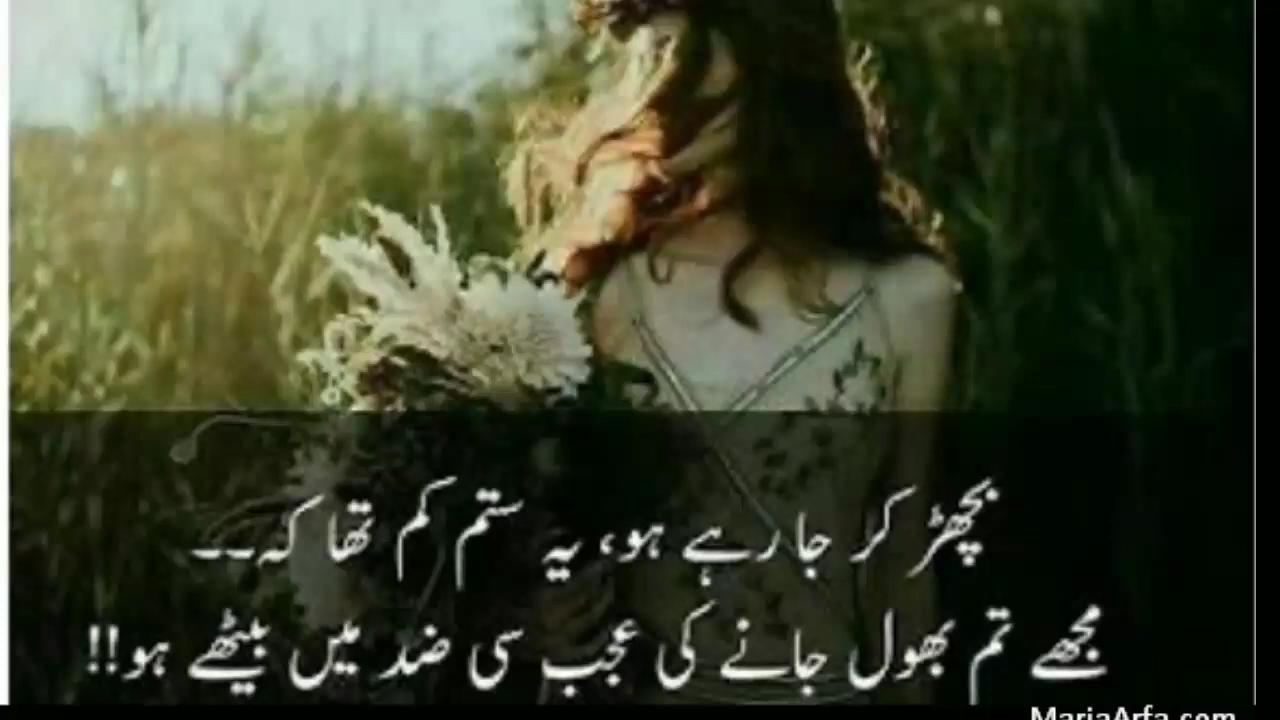 بچھڑ کر جا رہے ہو، یہ ستم کم تھا کہ۔۔
مجھے تم بھول جانے کی عجب سی ضد میں بیٹھے ہو!!
MariaArfa.com